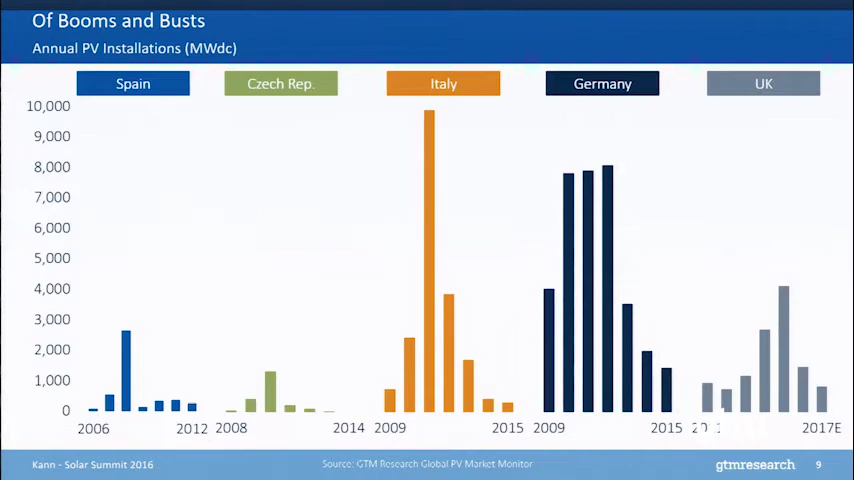 Of Booms and Busts
Annual PV Installations (MWdc)
Spain Czech Rep. Italy Germany UK
10,000
9,000
8,000
7,000
6,000
5,000
4,000
3,000
2,000
1,000
0
2006 2012 2008 2014 2009 2015 2009 2015 2017E
Kann - Solar Summit 2016 Source: GTM Research Global PV Market Monitor gtmresearch 9